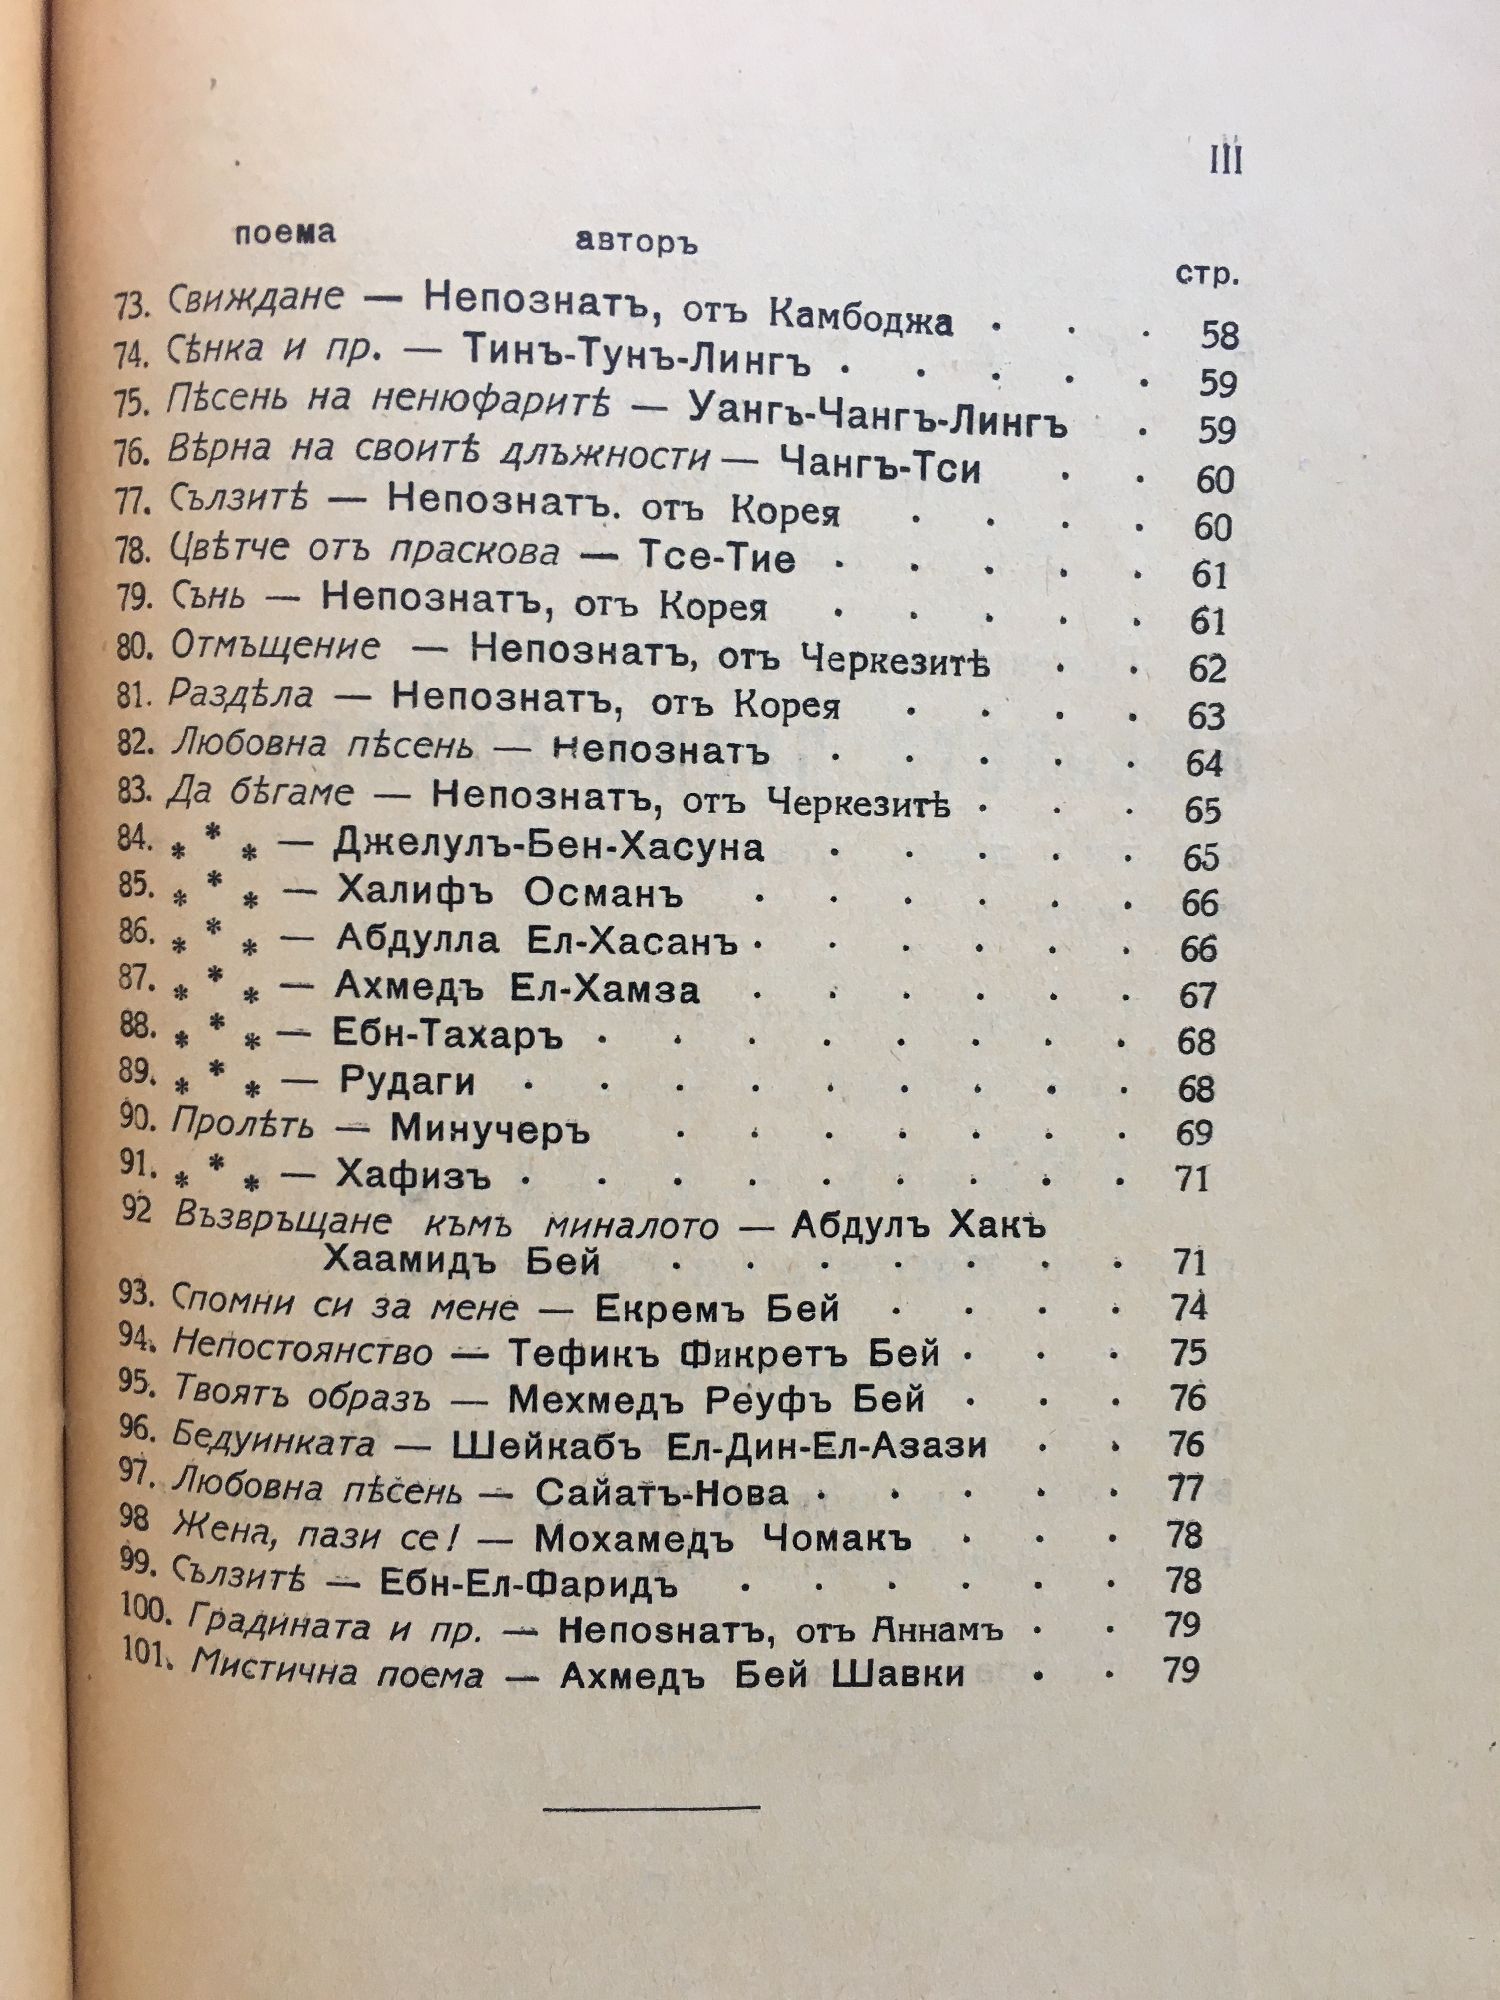 III
поема авторъ стр.
73. Свиждане — Непознатъ, отъ Камбоджа . . . 58
74. Сѣнка и пр. — Тинъ-Тунъ-Лингъ . . . . . 59
75. Пѣсень на ненюфаритѣ — Уангъ-Чангъ-Лингъ . 59
76. Вѣрна на своитѣ длъжности — Чангъ-Тси . . 60
77. Сълзитѣ — Непознатъ. отъ Корея . . . . 60
78. Цвѣтче отъ праскова — Тсе-Тие . . . . . 61
79. Сънь — Непознатъ, отъ Корея . . . . . 61
80. Отмъщение — Непознатъ, отъ Черкезитѣ . . 62
81. Раздѣла — Непознатъ, отъ Корея . . . . 63
82. Любовна пѣсень — Непознатъ . . . . . 64
83. Да бѣгаме — Непознатъ, отъ Черкезитѣ . . . 65
84. * * * — Джелулъ-Бен-Хасуна . . . . . 65
85. * * * — Халифъ Османъ . . . . . . 66
86. * * * — Абдулла Ел-Хасанъ . . . . . . 66
87. * * * — Ахмедъ Ел-Хамза . . . . . . 67
88. * * * — Ебн-Тахаръ . . . . . . . . 68
89. * * * — Рудаги . . . . . . . . . 68
90. Пролѣть — Минучеръ . . . . . . . 69
91. * * * — Хафизъ . . . . . . . . . 71
92 Възвръщане къмъ миналото — Абдулъ Хакъ
Хаамидъ Бей . . . . . . . 71
93. Спомни си за мене — Екремъ Бей . . . . 74
94. Непостоянство — Тефикъ Фикретъ Бей . . . 75
95. Твоятъ образъ — Мехмедъ Реуфъ Бей . . . 76
96. Бедуинката — Шейкабъ Ел-Дин-Ел-Азази . . 76
97. Любовна пѣсень — Сайатъ-Нова . . . . . 77
98 Жена, пази се! — Мохамедъ Чомакъ . . . 78
99. Сълзитѣ — Ебн-Ел-Фаридъ . . . . . . 78
100. Градината и пр. — Непознатъ, отъ Аннамъ . . 79
101. Мистична поема — Ахмедъ Бей Шавки . . 79